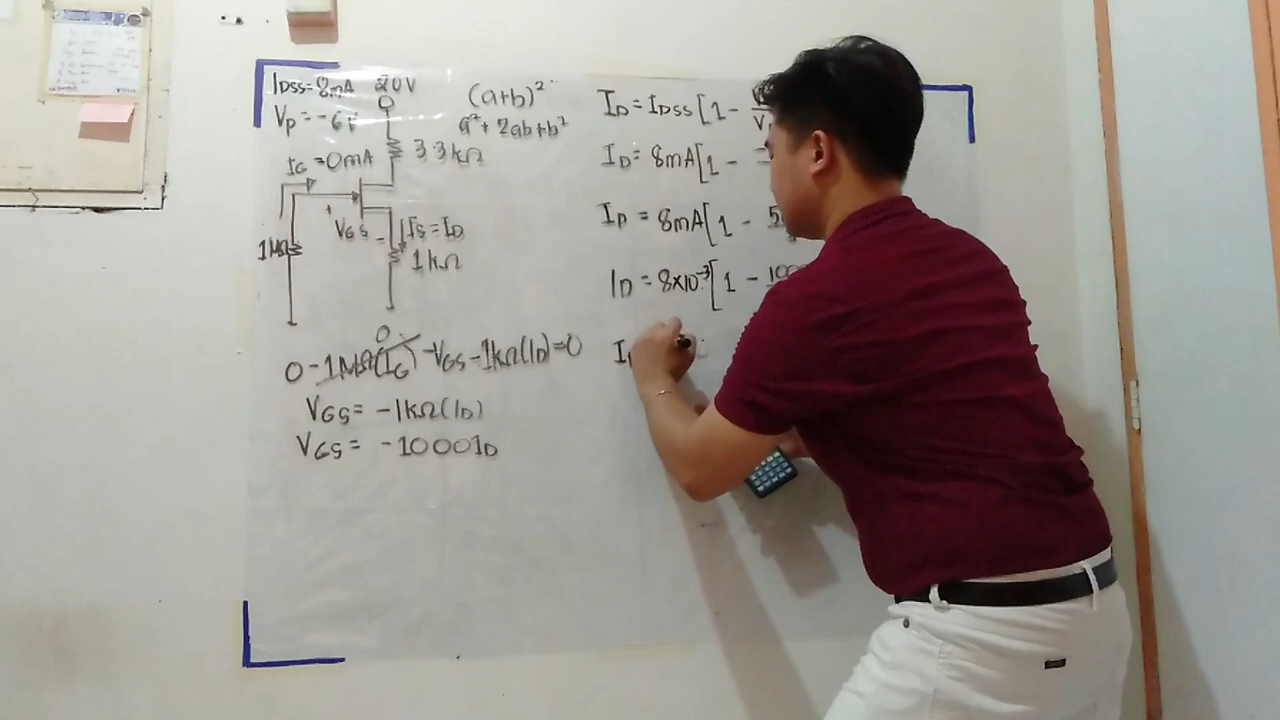 IDSS=8mA 20V
VP=-6V
(a+b)²
a²+2ab+b²
3.3kΩ
IG=0mA
VGS
+
-
IS=ID
1MΩ
1kΩ
0
0-1MΩ(IG)-VGS-1kΩ(ID)=0
VGS=-1kΩ(ID)
VGS=-1000ID
ID=IDSS[1-
ID=8mA[1-
ID=8mA[1-
ID=8x10⁻³[1-